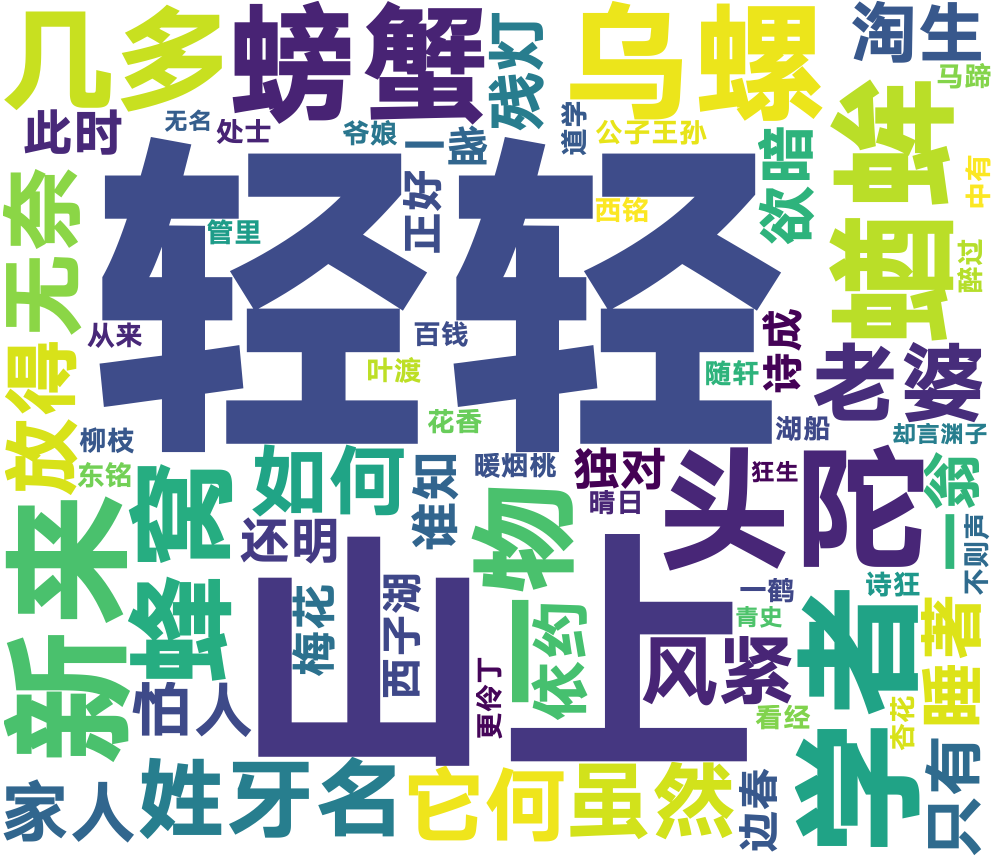 几多
螃蟹
残灯
乌螺
淘生
马蹄
此时
无名
处士
爷娘
一盏
道学
公子王孙
欲暗
蝤蛑
中有
无奈
轻轻
正好
西铭
管里
醉过
从来
百钱
诗成
放得
叶渡
随轩
老婆
柳枝
花香
湖船
却言渊子
东铭
窝蜂
如何
谁知
暖烟桃
独对
狂生
头陀
一翁
晴日
新来
还明
一物
不则声
诗狂
山上
梅花
西子湖
依约
一鹤
青史
学者
睡著
风紧
更伶丁
怕人
看经
杏花
只有
家人
姓牙名
它何
虽然
边春